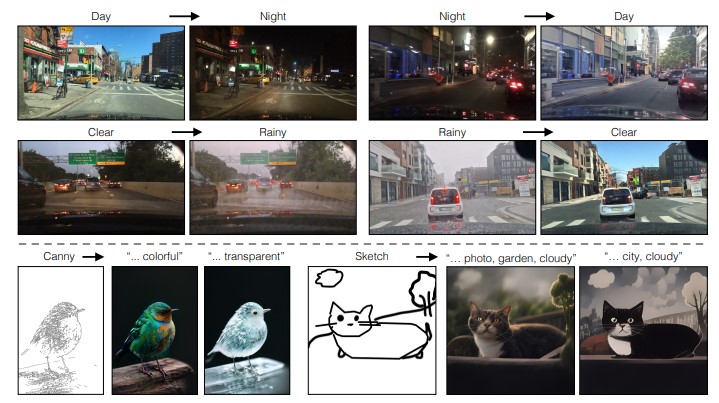 Day Night Night Day
Clear Rainy Rainy Clear
Canny "... colorful" "... transparent" Sketch "... photo, garden, cloudy" "... city, cloudy"